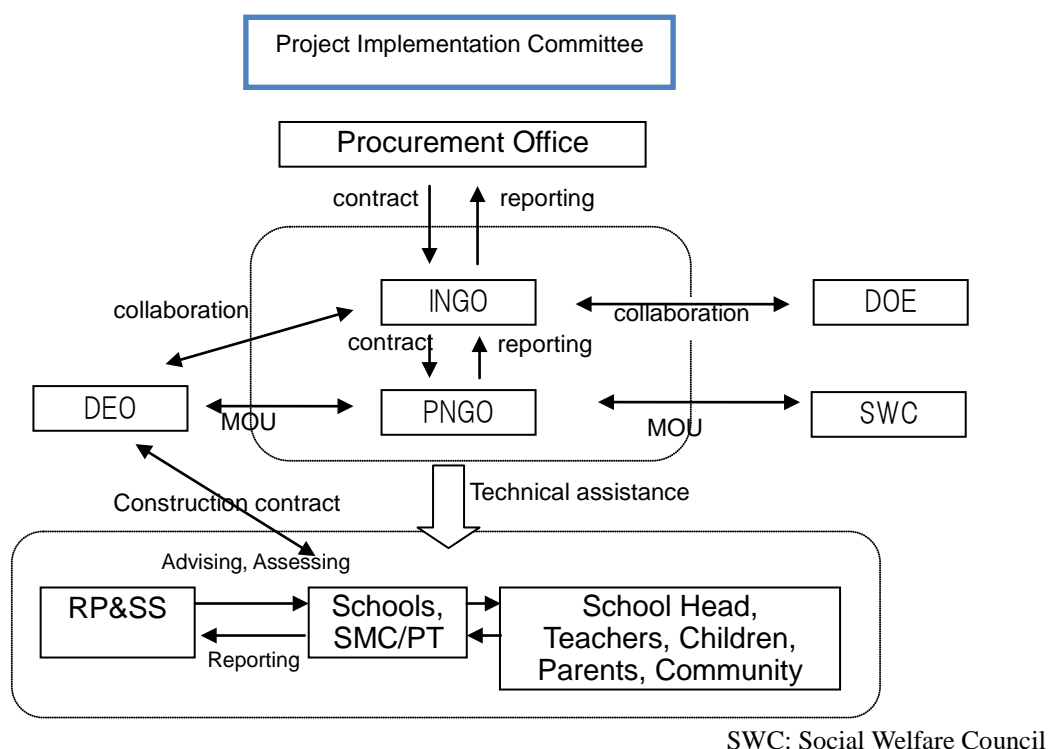 Project Implementation Committee
Procurement Office
contract
reporting
INGO
collaboration
collaboration
DOE
contract
reporting
DEO
MOU
PNGO
MOU
SWC
Technical assistance
Construction contract
Advising, Assessing
RP&SS
Schools,
SMC/PT
School Head,
Teachers, Children,
Parents, Community
Reporting
SWC: Social Welfare Council